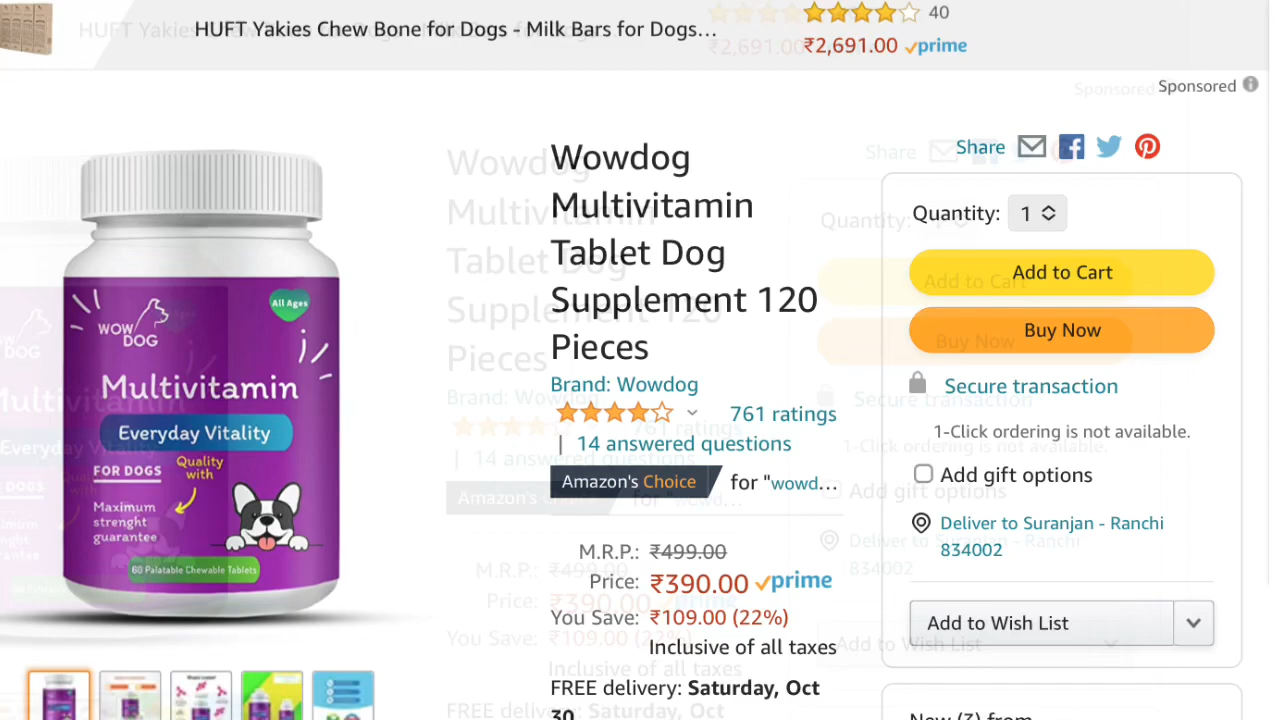 HUFT Yakies Chew Bone for Dogs - Milk Bars for Dogs…
40
₹2,691.00 prime
Sponsored
Share
Wowdog
Multivitamin
Tablet Dog
Supplement 120
Pieces
Brand: Wowdog
761 ratings
| 14 answered questions
Amazon's Choice for "wowd…
M.R.P.: ₹499.00
Price: ₹390.00 prime
You Save: ₹109.00 (22%)
Inclusive of all taxes
FREE delivery: Saturday, Oct
30
Quantity: 1
Add to Cart
Buy Now
Secure transaction
1-Click ordering is not available.
Add gift options
Deliver to Suranjan - Ranchi
834002
Add to Wish List
New (3) from
All Ages
WOW
DOG
Multivitamin
Everyday Vitality
FOR DOGS
Quality
with
Maximum
strenght
guarantee
60 Palatable Chewable Tablets